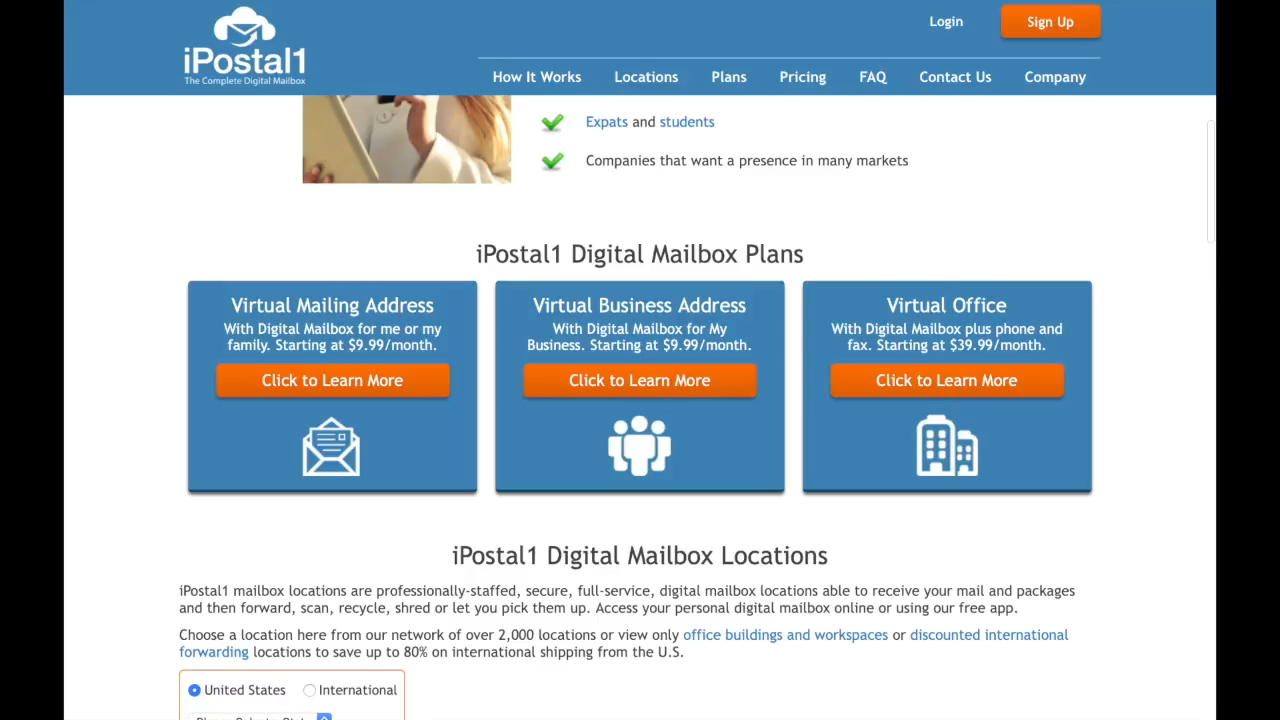 Login
Sign Up
iPostal1
The Complete Digital Mailbox
How It Works Locations Plans Pricing FAQ Contact Us Company
Expats and students
Companies that want a presence in many markets
iPostal1 Digital Mailbox Plans
Virtual Mailing Address
With Digital Mailbox for me or my
family. Starting at $9.99/month.
Click to Learn More
Virtual Business Address
With Digital Mailbox for My
Business. Starting at $9.99/month.
Click to Learn More
Virtual Office
With Digital Mailbox plus phone and
fax. Starting at $39.99/month.
Click to Learn More
iPostal1 Digital Mailbox Locations
iPostal1 mailbox locations are professionally-staffed, secure, full-service, digital mailbox locations able to receive your mail and packages
and then forward, scan, recycle, shred or let you pick them up. Access your personal digital mailbox online or using our free app.
Choose a location here from our network of over 2,000 locations or view only office buildings and workspaces or discounted international
forwarding locations to save up to 80% on international shipping from the U.S.
United States International